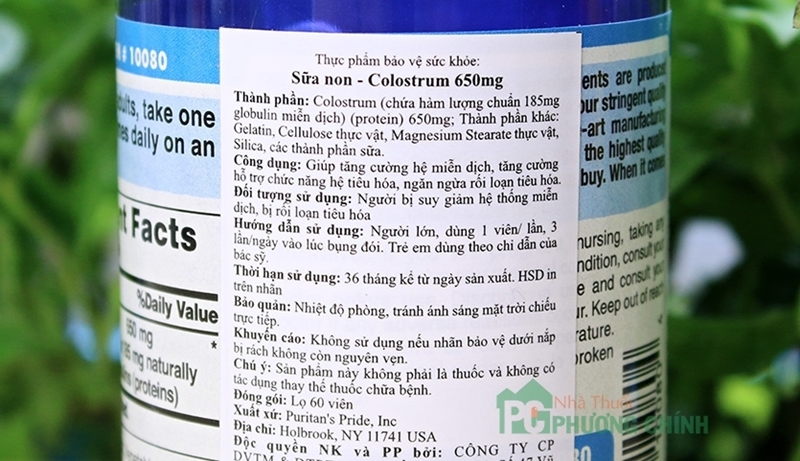 # 10080
dults, take one
es daily on an
t Facts
%Daily Value
650 mg
*
mg naturally
(proteins)
Thực phẩm bảo vệ sức khỏe:
Sữa non - Colostrum 650mg
Thành phần: Colostrum (chứa hàm lượng chuẩn 185mg
globulin miễn dịch) (protein) 650mg; Thành phần khác:
Gelatin, Cellulose thực vật, Magnesium Stearate thực vật,
Silica, các thành phần sữa.
Công dụng: Giúp tăng cường hệ miễn dịch, tăng cường
hỗ trợ chức năng hệ tiêu hóa, ngăn ngừa rối loạn tiêu hóa.
Đối tượng sử dụng: Người bị suy giảm hệ thống miễn
dịch, bị rối loạn tiêu hóa
Hướng dẫn sử dụng: Người lớn, dùng 1 viên/ lần, 3
lần/ngày vào lúc bụng đói. Trẻ em dùng theo chỉ dẫn của
bác sỹ.
Thời hạn sử dụng: 36 tháng kể từ ngày sản xuất. HSD in
trên nhãn
Bảo quản: Nhiệt độ phòng, tránh ánh sáng mặt trời chiếu
trực tiếp.
Khuyến cáo: Không sử dụng nếu nhãn bảo vệ dưới nắp
bị rách không còn nguyên vẹn.
Chú ý: Sản phẩm này không phải là thuốc và không có
tác dụng thay thế thuốc chữa bệnh.
Đóng gói: Lọ 60 viên
Xuất xứ: Puritan's Pride, Inc
Địa chỉ: Holbrook, NY 11741 USA
Độc quyền NK và PP bởi: CÔNG TY CP
ents are produced
our stringent quality
-art manufacturing
the highest quality
buy. When it comes
nursing, taking any
ndition, consult your
e and consult your
r. Keep out of reach
rature.
broken
Nhà Thuốc
PHƯƠNG CHÍNH